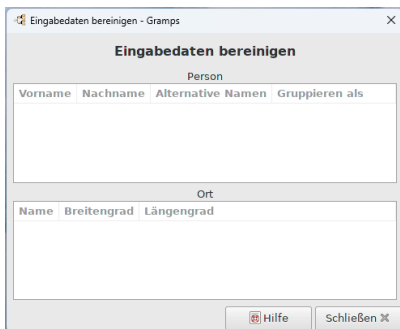 Eingabedaten bereinigen - Gramps
Eingabedaten bereinigen
Person
Vorname Nachname Alternative Namen Gruppieren als
Ort
Name Breitengrad Längengrad
Hilfe Schließen